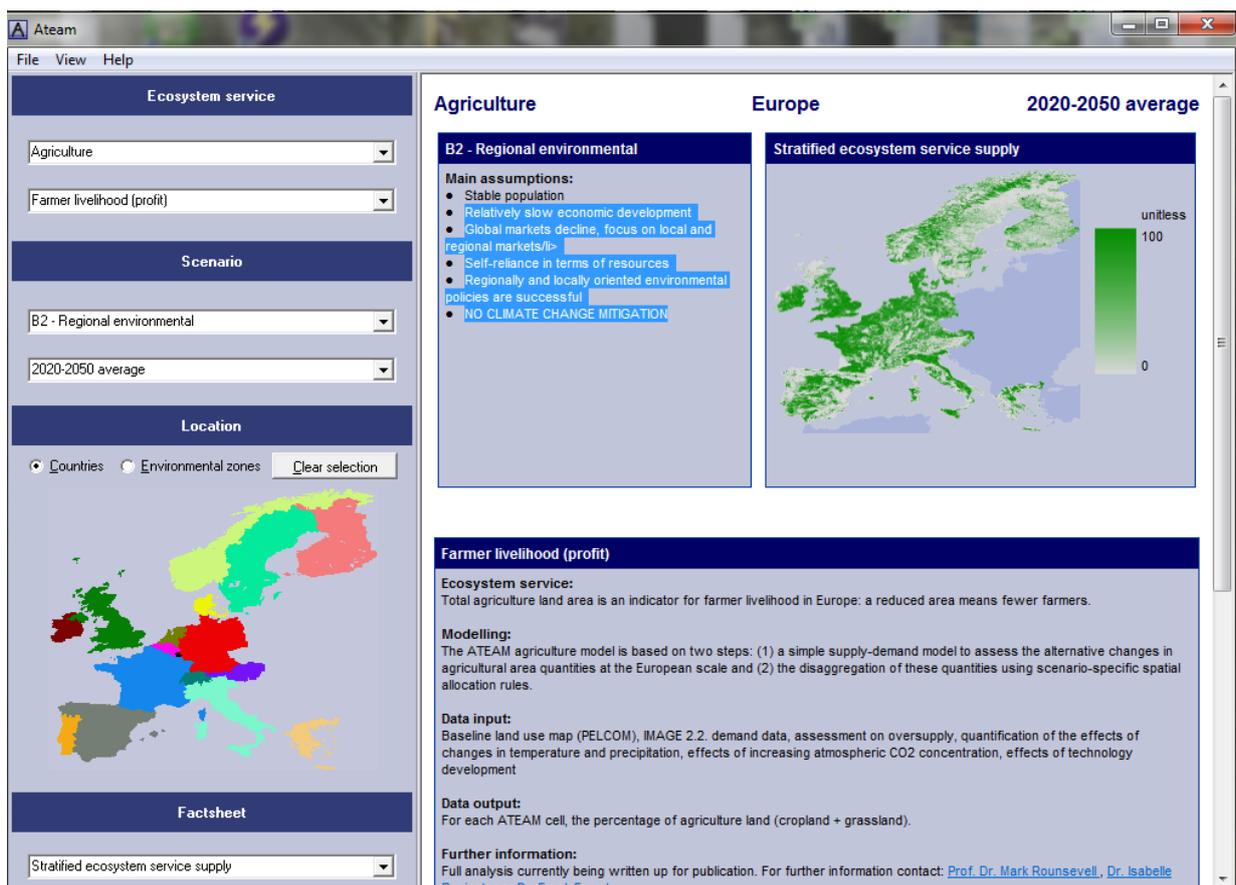 Ateam
File View Help
Ecosystem service
Agriculture
Farmer livelihood (profit)
Scenario
B2 - Regional environmental
2020-2050 average
Location
Countries Environmental zones Clear selection
Factsheet
Stratified ecosystem service supply
Agriculture Europe 2020-2050 average
B2 - Regional environmental
Main assumptions:
● Stable population
● Relatively slow economic development
● Global markets decline, focus on local and
regional markets/li>
● Self-reliance in terms of resources
● Regionally and locally oriented environmental
policies are successful
● NO CLIMATE CHANGE MITIGATION
Stratified ecosystem service supply
unitless
100
0
Farmer livelihood (profit)
Ecosystem service:
Total agriculture land area is an indicator for farmer livelihood in Europe: a reduced area means fewer farmers.
Modelling:
The ATEAM agriculture model is based on two steps: (1) a simple supply-demand model to assess the alternative changes in
agricultural area quantities at the European scale and (2) the disaggregation of these quantities using scenario-specific spatial
allocation rules.
Data input:
Baseline land use map (PELCOM), IMAGE 2.2. demand data, assessment on oversupply, quantification of the effects of
changes in temperature and precipitation, effects of increasing atmospheric CO2 concentration, effects of technology
development
Data output:
For each ATEAM cell, the percentage of agriculture land (cropland + grassland).
Further information:
Full analysis currently being written up for publication. For further information contact: Prof. Dr. Mark Rounsevell , Dr. Isabelle